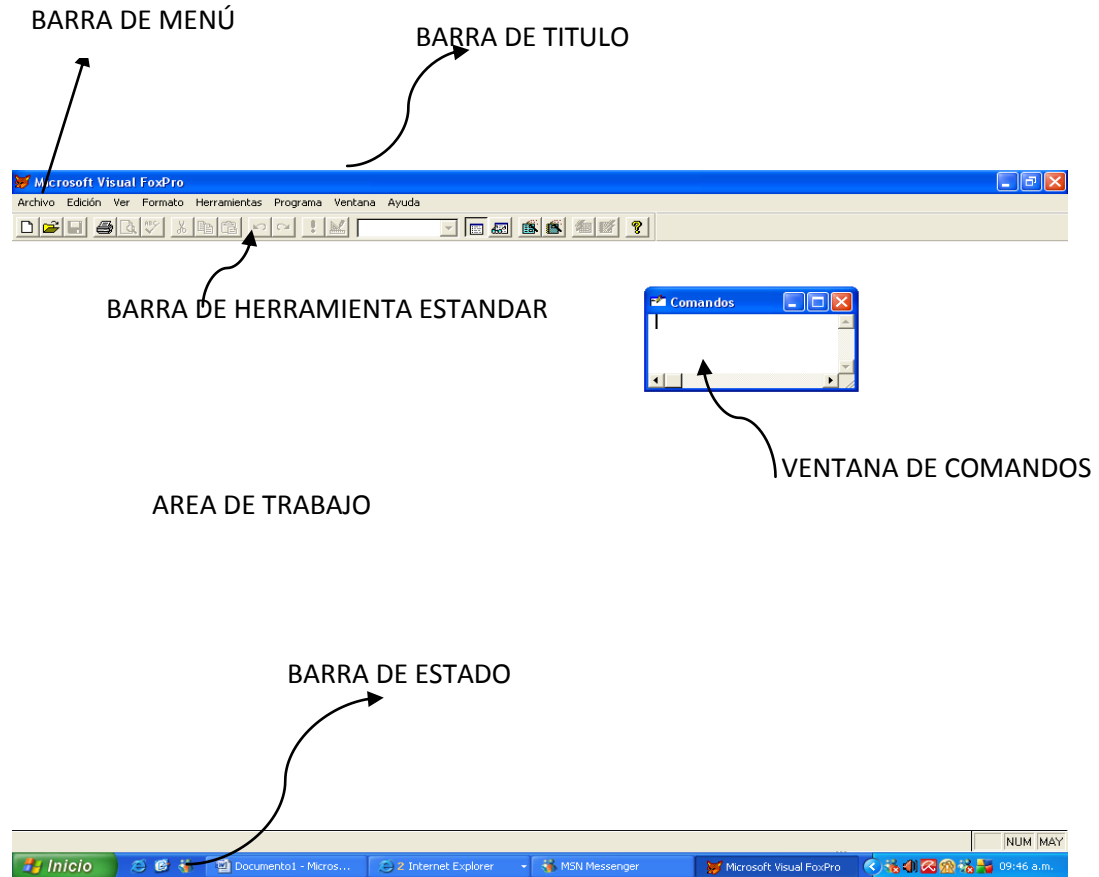 BARRA DE MENÚ
BARRA DE TITULO
Microsoft Visual FoxPro
Archivo Edición Ver Formato Herramientas Programa Ventana Ayuda
BARRA DE HERRAMIENTA ESTANDAR
Comandos
VENTANA DE COMANDOS
AREA DE TRABAJO
BARRA DE ESTADO
NUM MAY
Inicio Documento1 - Micros... 2 Internet Explorer MSN Messenger Microsoft Visual FoxPro 09:46 a.m.